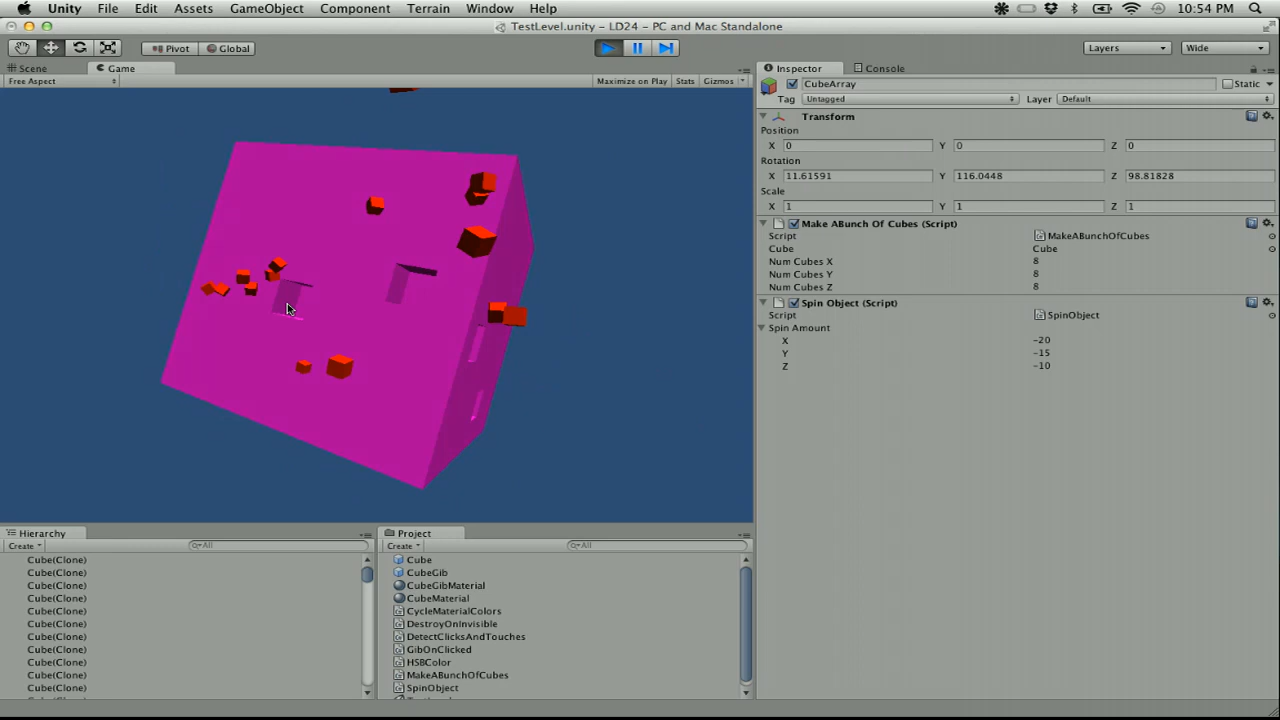 Unity File Edit Assets GameObject Component Terrain Window Help 10:54 PM
TestLevel.unity - LD24 - PC and Mac Standalone
Pivot Global Layers Wide
Scene Game Inspector Console
Free Aspect Maximize on Play Stats Gizmos CubeArray Static
Tag Untagged Layer Default
Transform
Position
X 0 Y 0 Z 0
Rotation
X 11.61591 Y 116.0448 Z 98.81828
Scale
X 1 Y 1 Z 1
Make ABunch Of Cubes (Script)
Script MakeABunchOfCubes
Cube Cube
Num Cubes X 8
Num Cubes Y 8
Num Cubes Z 8
Spin Object (Script)
Script SpinObject
Spin Amount
X -20
Y -15
Z -10
Hierarchy
Create All
Cube(Clone)
Cube(Clone)
Cube(Clone)
Cube(Clone)
Cube(Clone)
Cube(Clone)
Cube(Clone)
Cube(Clone)
Cube(Clone)
Cube(Clone)
Cube(Clone)
Project
Create All
Cube
CubeGib
CubeGibMaterial
CubeMaterial
CycleMaterialColors
DestroyOnInvisible
DetectClicksAndTouches
GibOnClicked
HSBColor
MakeABunchOfCubes
SpinObject